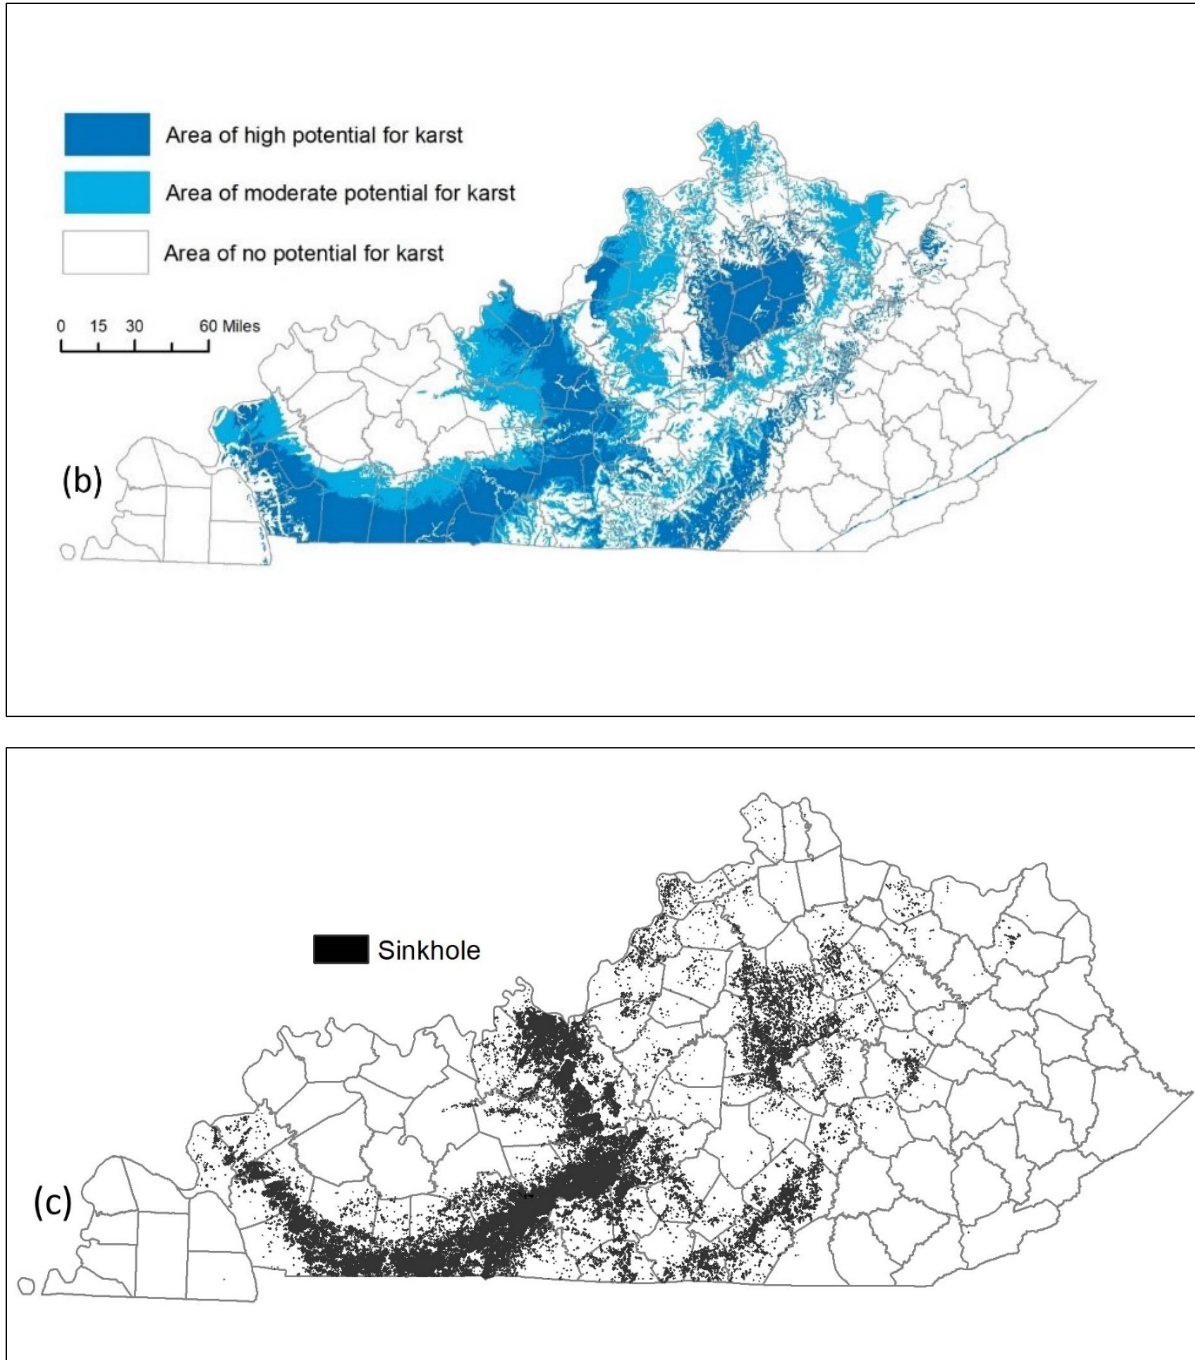 Area of high potential for karst
Area of moderate potential for karst
Area of no potential for karst
0 15 30 60 Miles
(b)
Sinkhole
(c)